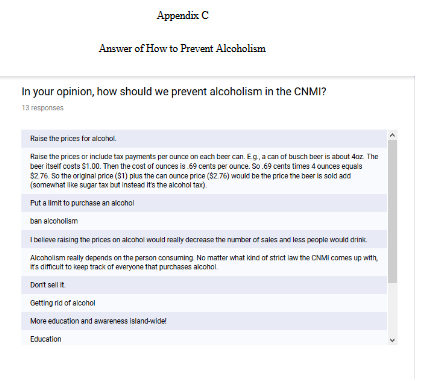 Appendix C
Answer of How to Prevent Alcoholism
In your opinion, how should we prevent alcoholism in the CNMI?
13 responses
Raise the prices for alcohol.
Raise the prices or include tax payments per ounce on each beer can. E.g., a can of busch beer is about 4oz. The
beer itself costs $1.00. Then the cost of ounces is .69 cents per ounce. So .69 cents times 4 ounces equals
$2.76. So the original price ($1) plus the can ounce price ($2.76) would be the price the beer is sold add
(somewhat like sugar tax but instead it's the alcohol tax).
Put a limit to purchase an alcohol
ban alcoholism
I believe raising the prices on alcohol would really decrease the number of sales and less people would drink.
Alcoholism really depends on the person consuming. No matter what kind of strict law the CNMI comes up with,
it's difficult to keep track of everyone that purchases alcohol.
Don't sell it.
Getting rid of alcohol
More education and awareness island-wide!
Education